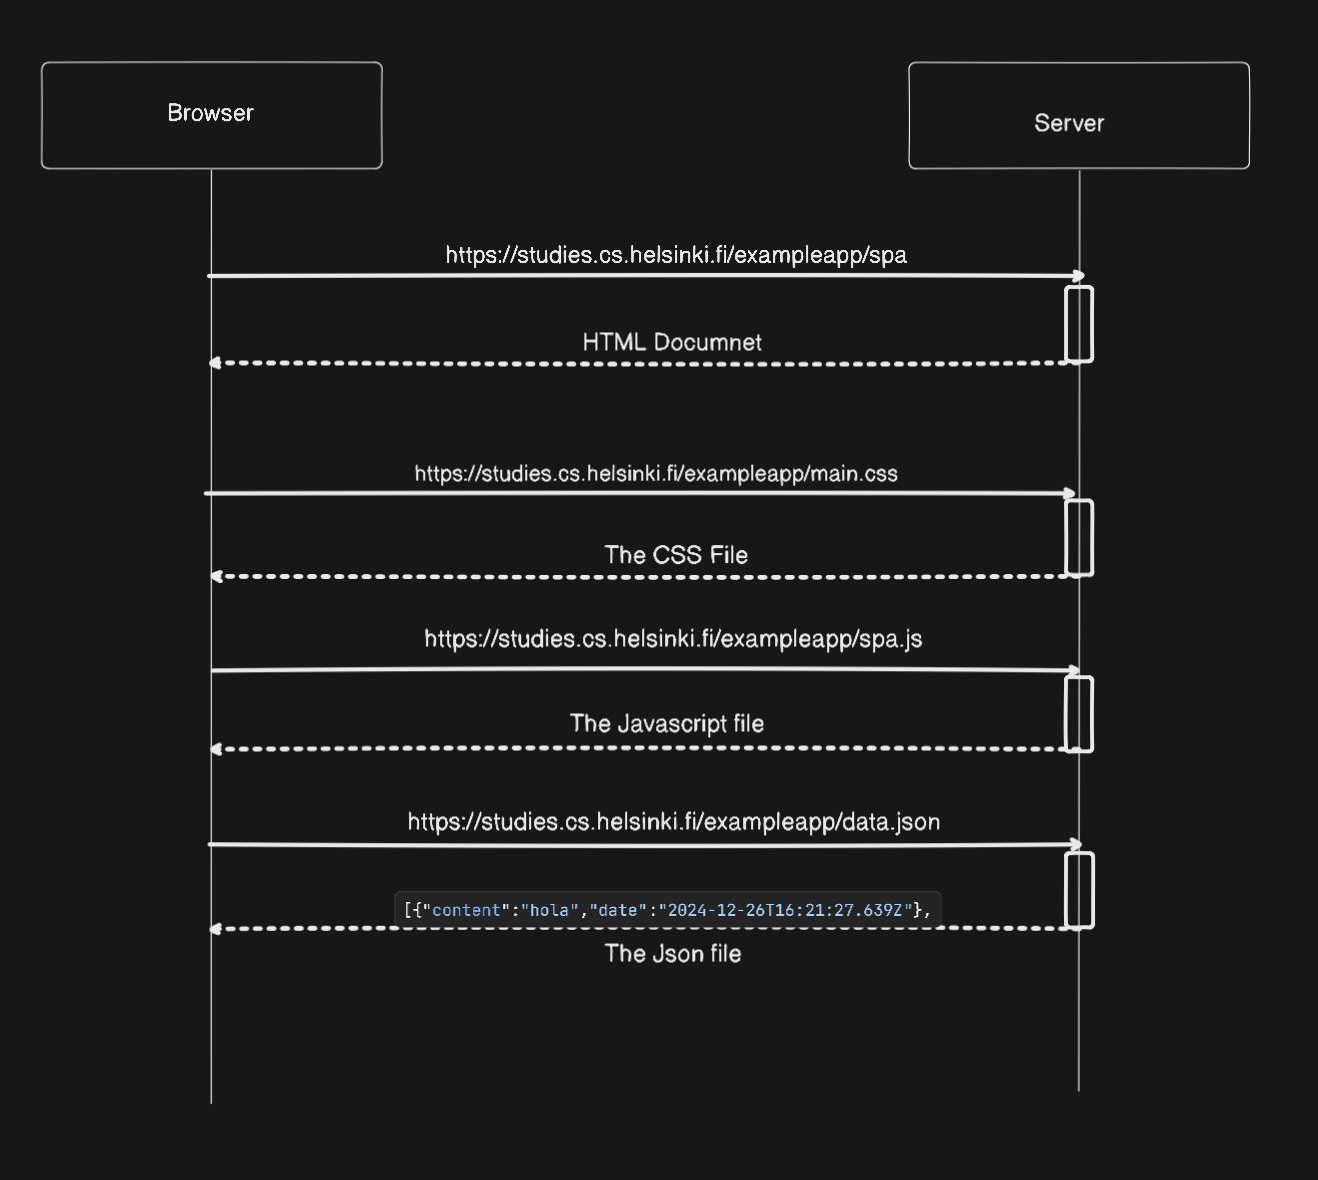 Browser
Server
https://studies.cs.helsinki.fi/exampleapp/spa
HTML Documnet
https://studies.cs.helsinki.fi/exampleapp/main.css
The CSS File
https://studies.cs.helsinki.fi/exampleapp/spa.js
The Javascript file
https://studies.cs.helsinki.fi/exampleapp/data.json
[{"content":"hola","date":"2024-12-26T16:21:27.639Z"},
The Json file